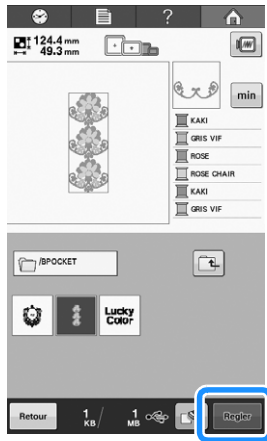 ?
124.4 mm
49.3 mm
min
KAKI
GRIS VIF
ROSE
ROSE CHAIR
KAKI
GRIS VIF
/BPOCKET
Lucky
Color
Retour
1 KB / 1 MB
Regler